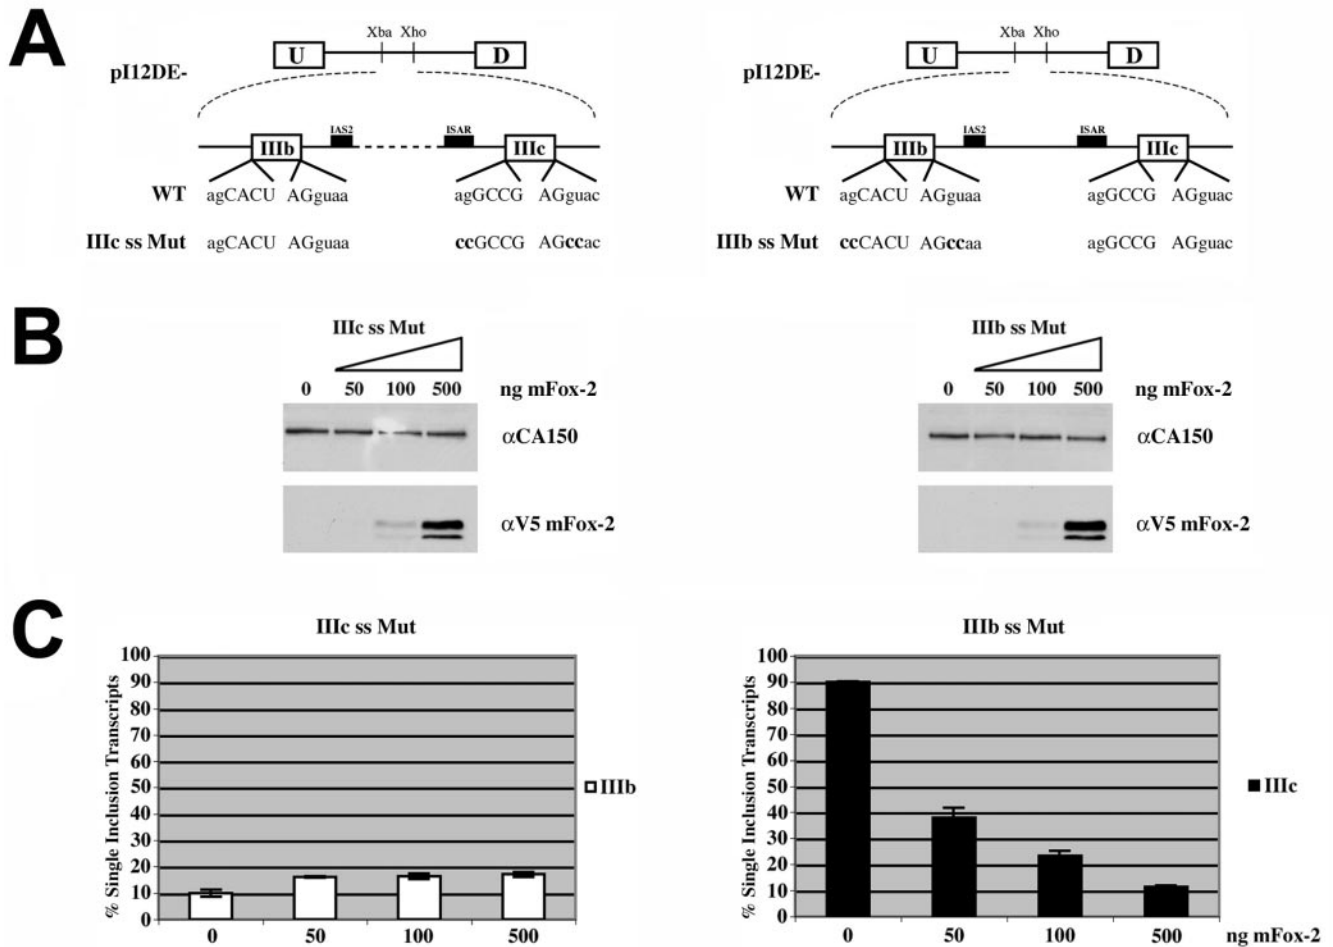 A
Xba Xho
U D
pI12DE-
IAS2 ISAR
IIIb IIIc
WT agCACU AGguaa agGCCG AGguac
IIIc ss Mut agCACU AGguaa ccGCCG AGccac
Xba Xho
U D
pI12DE-
IAS2 ISAR
IIIb IIIc
WT agCACU AGguaa agGCCG AGguac
IIIb ss Mut ccCACU AGccaa agGCCG AGguac
B
IIIc ss Mut
0 50 100 500 ng mFox-2
αCA150
αV5 mFox-2
IIIb ss Mut
0 50 100 500 ng mFox-2
αCA150
αV5 mFox-2
C
IIIc ss Mut
% Single Inclusion Transcripts
100
90
80
70
60
50
40
30
20
10
0
0 50 100 500
IIIb
IIIb ss Mut
% Single Inclusion Transcripts
100
90
80
70
60
50
40
30
20
10
0
0 50 100 500 ng mFox-2
IIIc